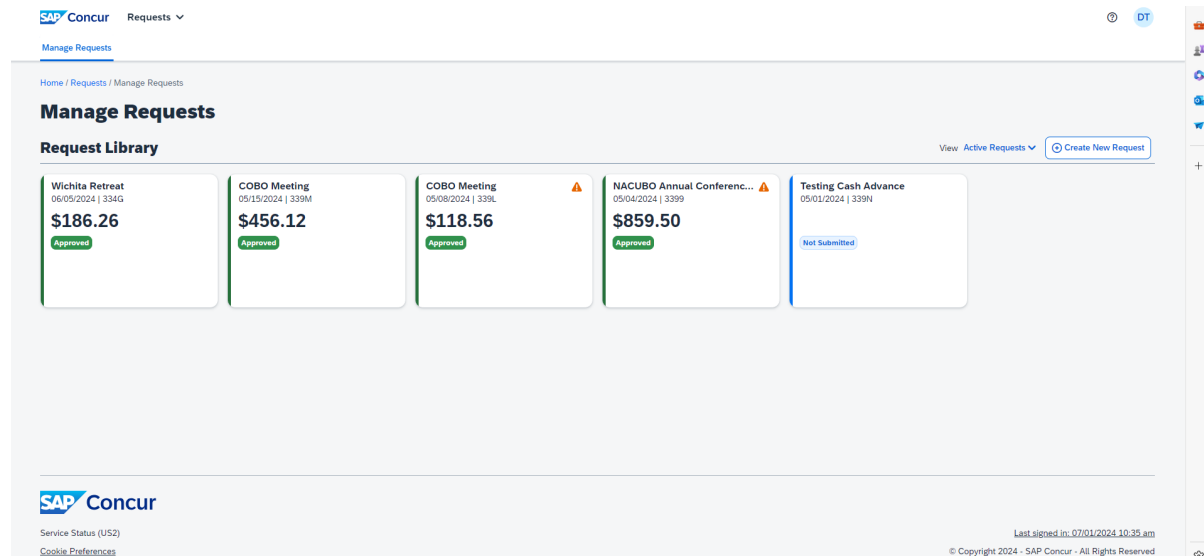 SAP Concur Requests DT
Manage Requests
Home / Requests / Manage Requests
Manage Requests
Request Library
View Active Requests Create New Request
Wichita Retreat
06/05/2024 | 334G
$186.26
Approved
COBO Meeting
05/15/2024 | 339M
$456.12
Approved
COBO Meeting
05/08/2024 | 339L
$118.56
Approved
NACUBO Annual Conferenc...
05/04/2024 | 3399
$859.50
Approved
Testing Cash Advance
05/01/2024 | 339N
Not Submitted
SAP Concur
Service Status (US2)
Last signed in: 07/01/2024 10:35 am
Cookie Preferences
© Copyright 2024 - SAP Concur - All Rights Reserved